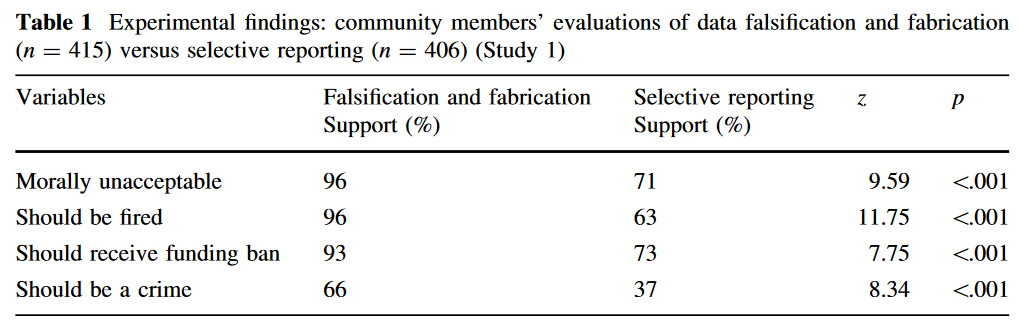 Table 1 Experimental findings: community members’ evaluations of data falsification and fabrication
(n = 415) versus selective reporting (n = 406) (Study 1)
Variables Falsification and fabrication Selective reporting z p
Support (%) Support (%)
Morally unacceptable 96 71 9.59 <.001
Should be fired 96 63 11.75 <.001
Should receive funding ban 93 73 7.75 <.001
Should be a crime 66 37 8.34 <.001